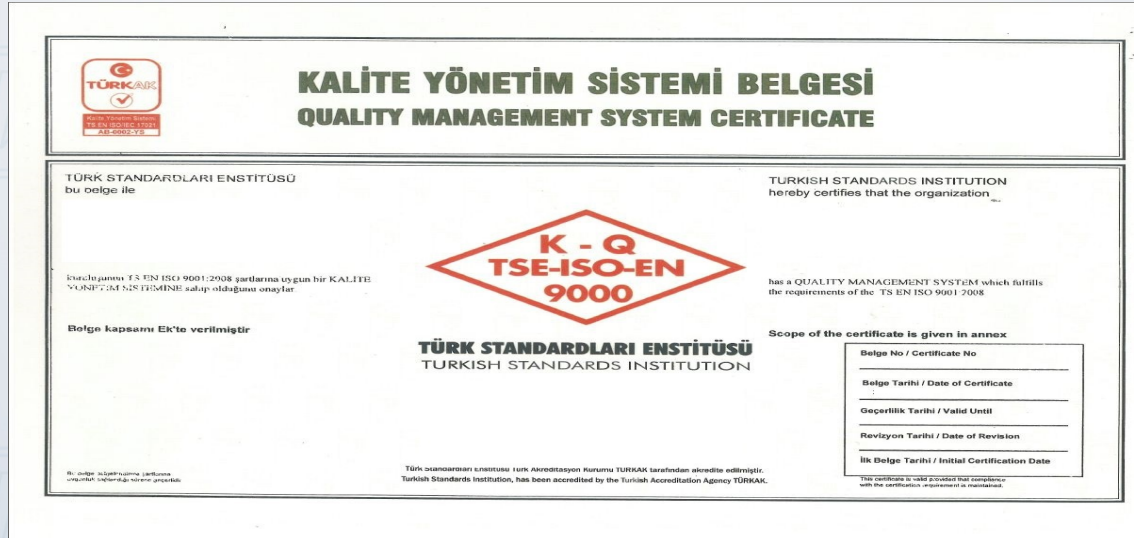 TÜRKAK
Kalite Yönetim Sistemi
TS EN ISO/IEC 17021
AB-0002-YS
KALİTE YÖNETİM SİSTEMİ BELGESİ
QUALITY MANAGEMENT SYSTEM CERTIFICATE
TÜRK STANDARDLARI ENSTİTÜSÜ
bu belge ile
kuruluşunun TS EN ISO 9001:2008 şartlarına uygun bir KALİTE
YÖNETİM SİSTEMİNE sahip olduğunu onaylar
Belge kapsamı Ek'te verilmiştir
Bu belge şartlarına
uygunluk sağlandığı sürece geçerlidir
K - Q
TSE-ISO-EN
9000
TÜRK STANDARDLARI ENSTİTÜSÜ
TURKISH STANDARDS INSTITUTION
Türk Standardları Enstitüsü Türk Akreditasyon Kurumu TÜRKAK tarafından akredite edilmiştir.
Turkish Standards Institution, has been accredited by the Turkish Accreditation Agency TÜRKAK.
TURKISH STANDARDS INSTITUTION
hereby certifies that the organization
has a QUALITY MANAGEMENT SYSTEM which fulfills
the requirements of the TS EN ISO 9001 2008
Scope of the certificate is given in annex
Belge No / Certificate No
Belge Tarihi / Date of Certificate
Geçerlilik Tarihi / Valid Until
Revizyon Tarihi / Date of Revision
İlk Belge Tarihi / Initial Certification Date
This certificate is valid provided that compliance
with the certification requirement is maintained.